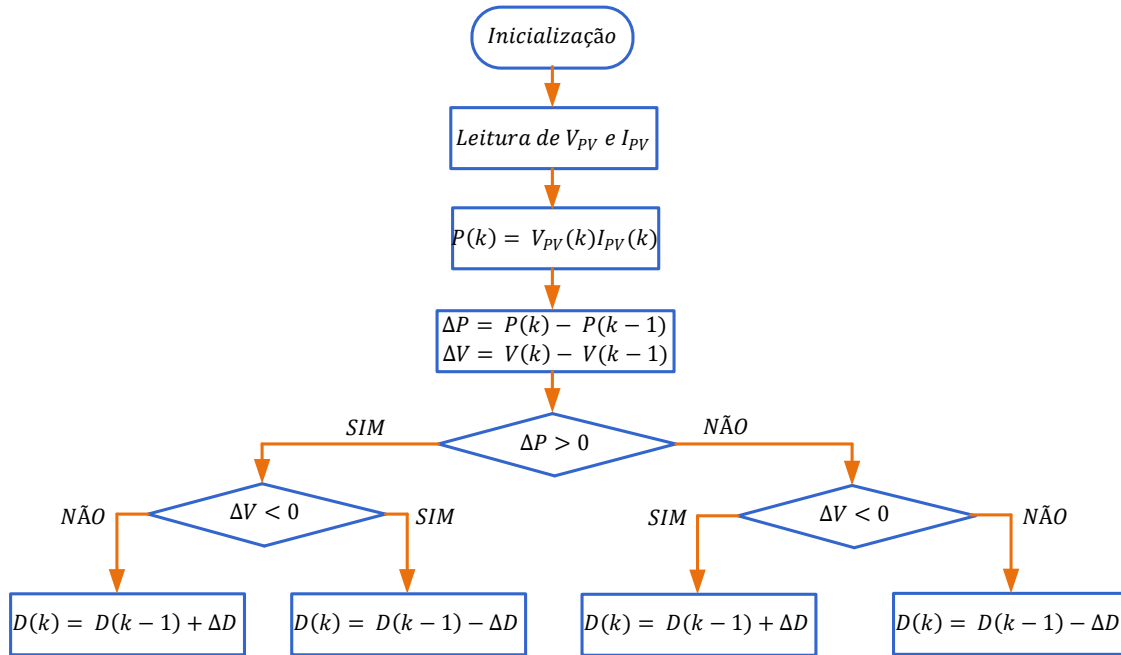 Inicialização
Leitura de V_PV e I_PV
P(k) = V_PV(k)I_PV(k)
ΔP = P(k) − P(k − 1)
ΔV = V(k) − V(k − 1)
SIM
ΔP > 0
NÃO
NÃO
ΔV < 0
SIM
SIM
ΔV < 0
NÃO
D(k) = D(k − 1) + ΔD
D(k) = D(k − 1) − ΔD
D(k) = D(k − 1) + ΔD
D(k) = D(k − 1) − ΔD